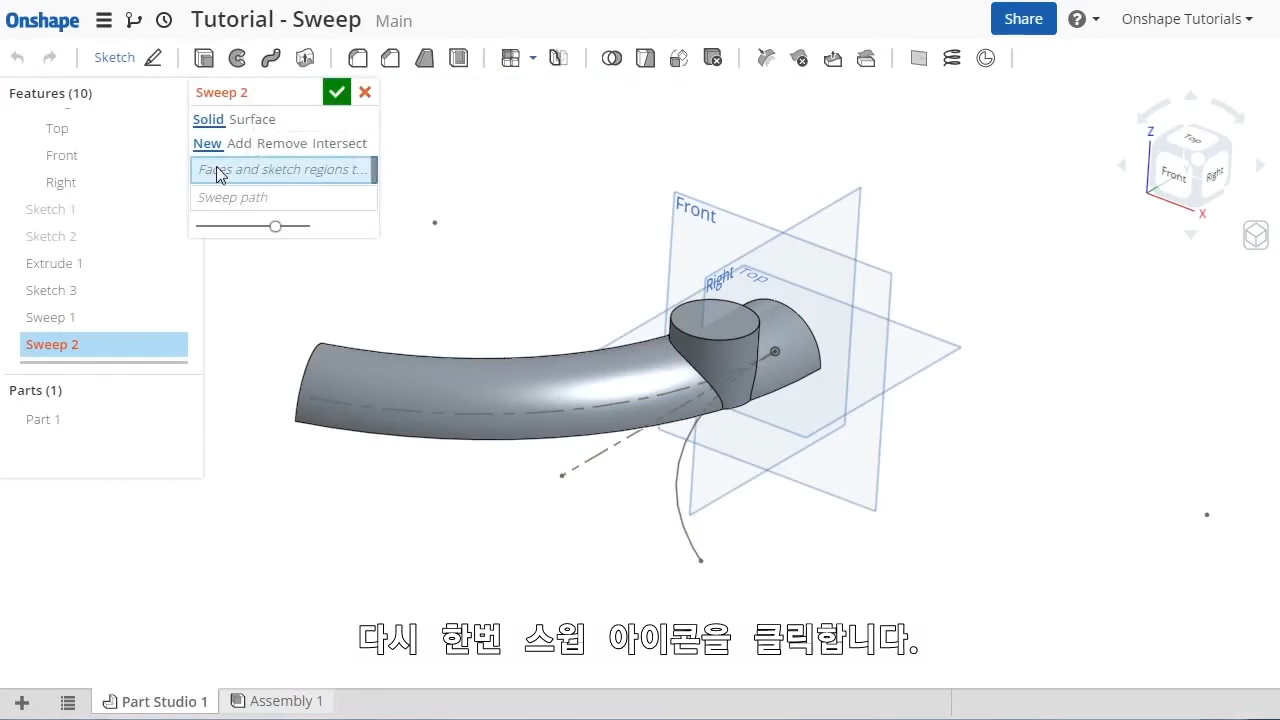 Onshape
Tutorial - Sweep Main
Share
Onshape Tutorials
Sketch
Features (10)
Top
Front
Right
Sketch 1
Sketch 2
Extrude 1
Sketch 3
Sweep 1
Sweep 2
Parts (1)
Part 1
Sweep 2
Solid Surface
New Add Remove Intersect
Faces and sketch regions t...
Sweep path
Front
Right
Top
Z
Top
Front
Right
X
다시 한번 스윕 아이콘을 클릭합니다.
Part Studio 1
Assembly 1